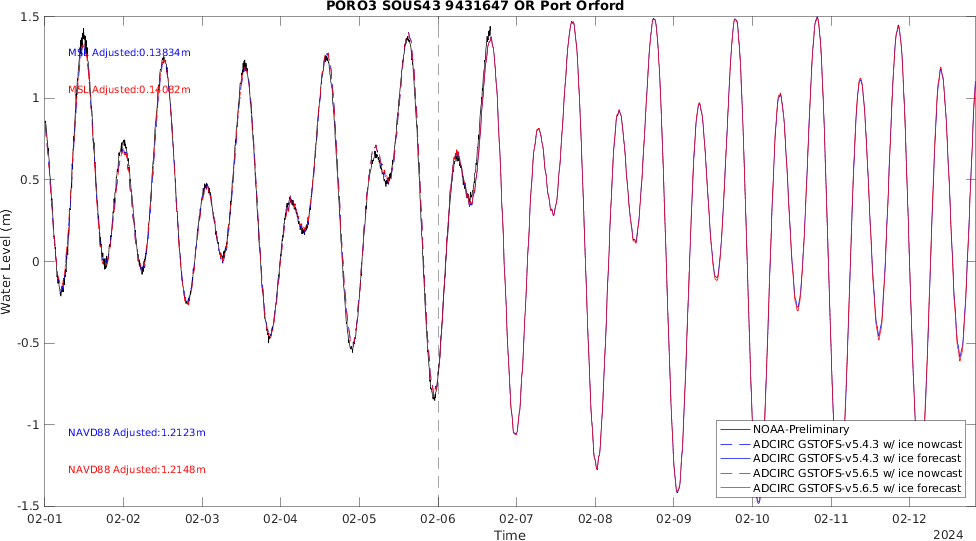 PORO3 SOUS43 9431647 OR Port Orford
1.5
1
0.5
0
-0.5
-1
-1.5
Water Level (m)
MSL Adjusted:0.13834m
MSL Adjusted:0.14082m
NAVD88 Adjusted:1.2123m
NAVD88 Adjusted:1.2148m
NOAA-Preliminary
ADCIRC GSTOFS-v5.4.3 w/ ice nowcast
ADCIRC GSTOFS-v5.4.3 w/ ice forecast
ADCIRC GSTOFS-v5.6.5 w/ ice nowcast
ADCIRC GSTOFS-v5.6.5 w/ ice forecast
02-01 02-02 02-03 02-04 02-05 02-06 02-07 02-08 02-09 02-10 02-11 02-12
Time
2024